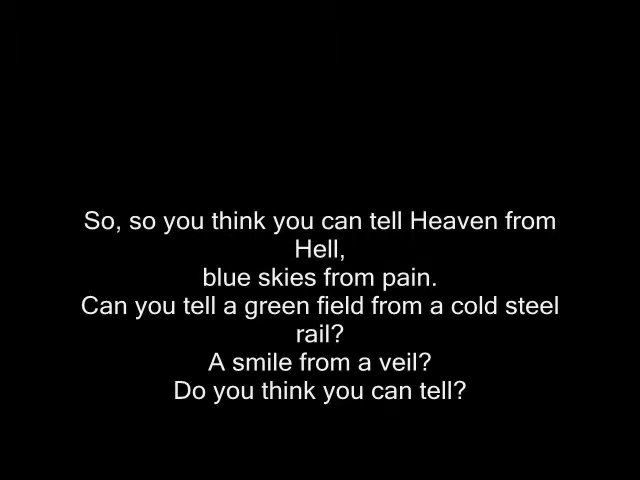 So, so you think you can tell Heaven from
Hell,
blue skies from pain.
Can you tell a green field from a cold steel
rail?
A smile from a veil?
Do you think you can tell?